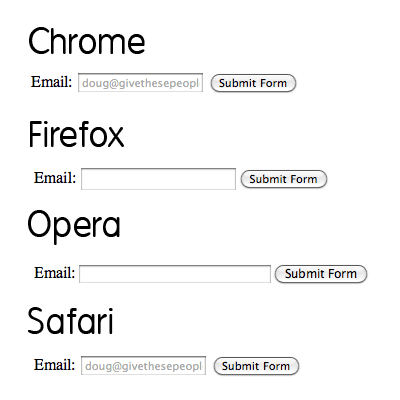 Chrome
Email: doug@givethesepeopl Submit Form
Firefox
Email: Submit Form
Opera
Email: Submit Form
Safari
Email: doug@givethesepeopl Submit Form